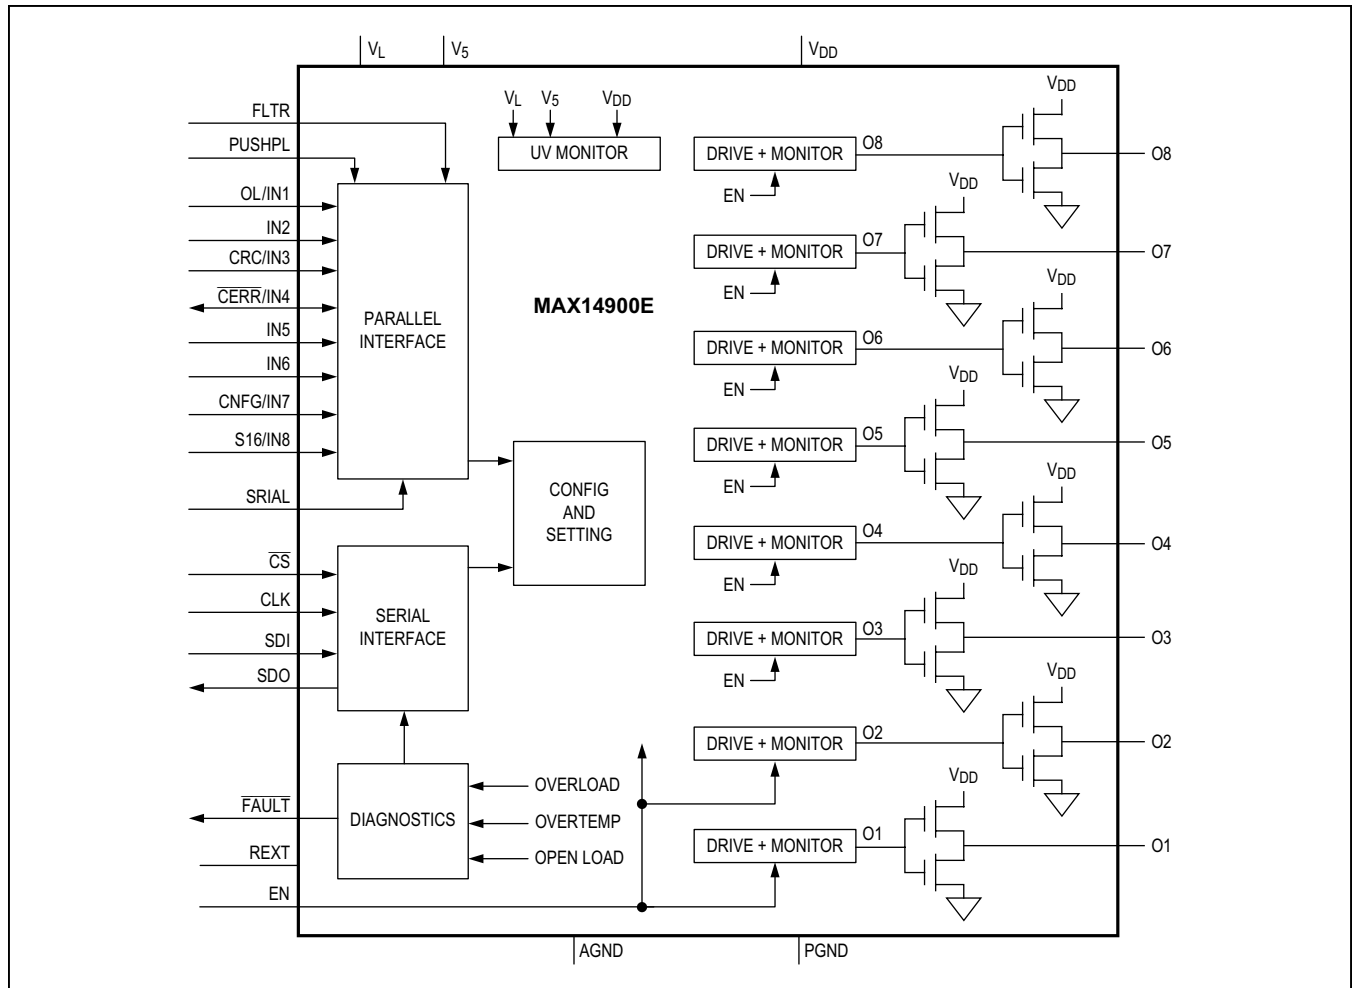 VL
V5
VDD
FLTR
PUSHPL
OL/IN1
IN2
CRC/IN3
CERR/IN4
IN5
IN6
CNFG/IN7
S16/IN8
SRIAL
CS
CLK
SDI
SDO
FAULT
REXT
EN
PARALLEL
INTERFACE
SERIAL
INTERFACE
DIAGNOSTICS
VL
V5
VDD
UV MONITOR
MAX14900E
CONFIG
AND
SETTING
OVERLOAD
OVERTEMP
OPEN LOAD
DRIVE + MONITOR
O8
EN
VDD
O8
DRIVE + MONITOR
O7
EN
VDD
O7
DRIVE + MONITOR
O6
EN
VDD
O6
DRIVE + MONITOR
O5
EN
VDD
O5
DRIVE + MONITOR
O4
EN
VDD
O4
DRIVE + MONITOR
O3
EN
VDD
O3
DRIVE + MONITOR
O2
VDD
O2
DRIVE + MONITOR
O1
VDD
O1
AGND
PGND